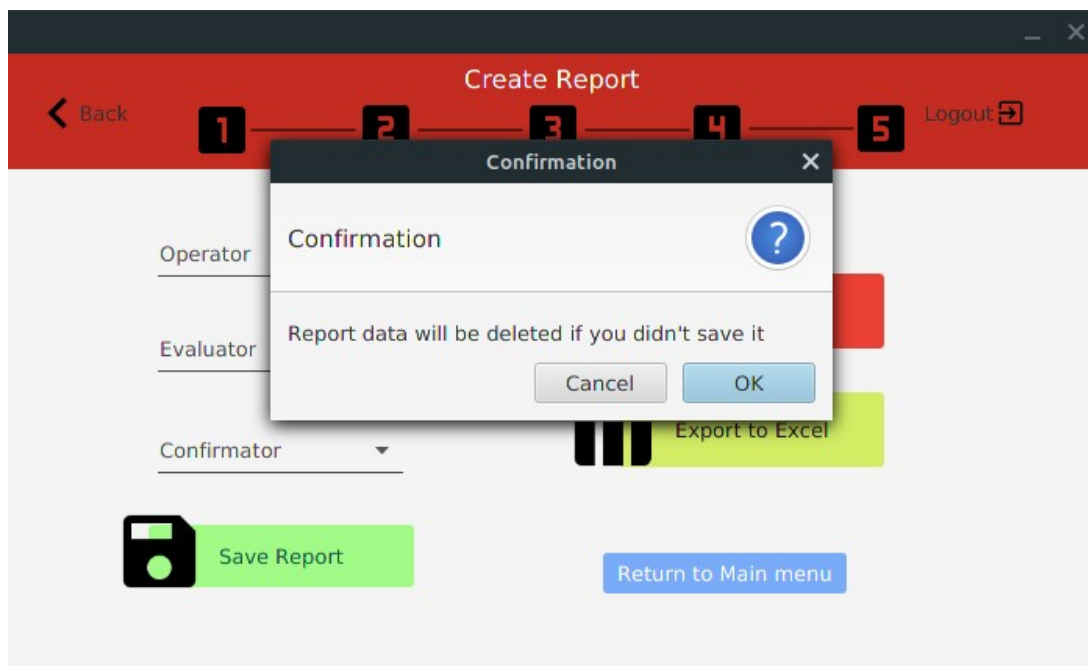 Create Report
Back
1
2
3
4
5
Logout
Confirmation
Confirmation
Operator
Report data will be deleted if you didn't save it
Evaluator
Cancel
OK
Export to Excel
Confirmator
Save Report
Return to Main menu